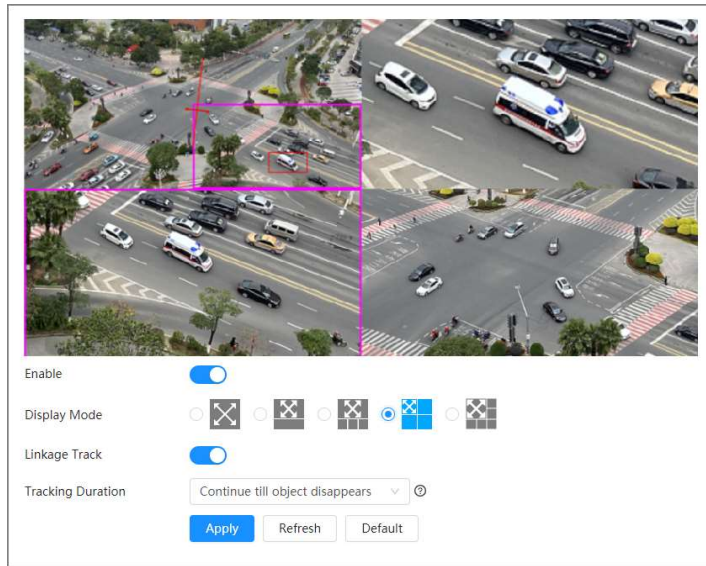 Enable
Display Mode
Linkage Track
Tracking Duration
Continue till object disappears
Apply
Refresh
Default